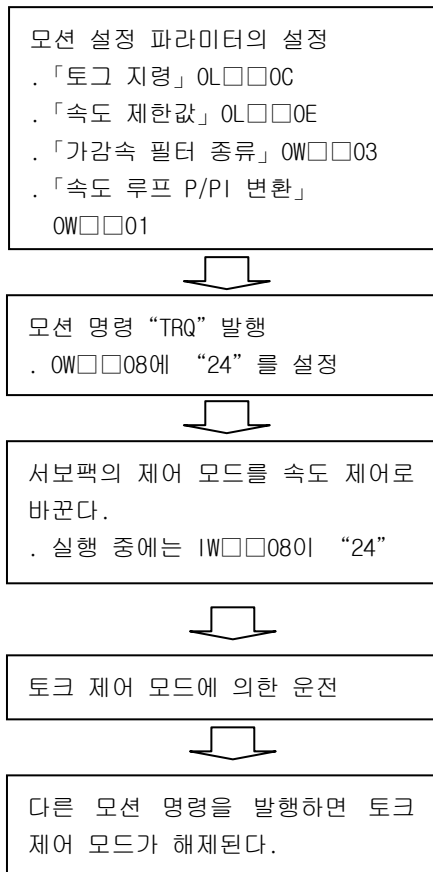 모션 설정 파라미터의 설정
.「토그 지령」OL□□0C
.「속도 제한값」OL□□0E
.「가감속 필터 종류」OW□□03
.「속도 루프 P/PI 변환」
OW□□01
모션 명령 “TRQ” 발행
. OW□□08에 “24” 를 설정
서보팩의 제어 모드를 속도 제어로
바꾼다.
. 실행 중에는 IW□□08이 “24”
토크 제어 모드에 의한 운전
다른 모션 명령을 발행하면 토크
제어 모드가 해제된다.